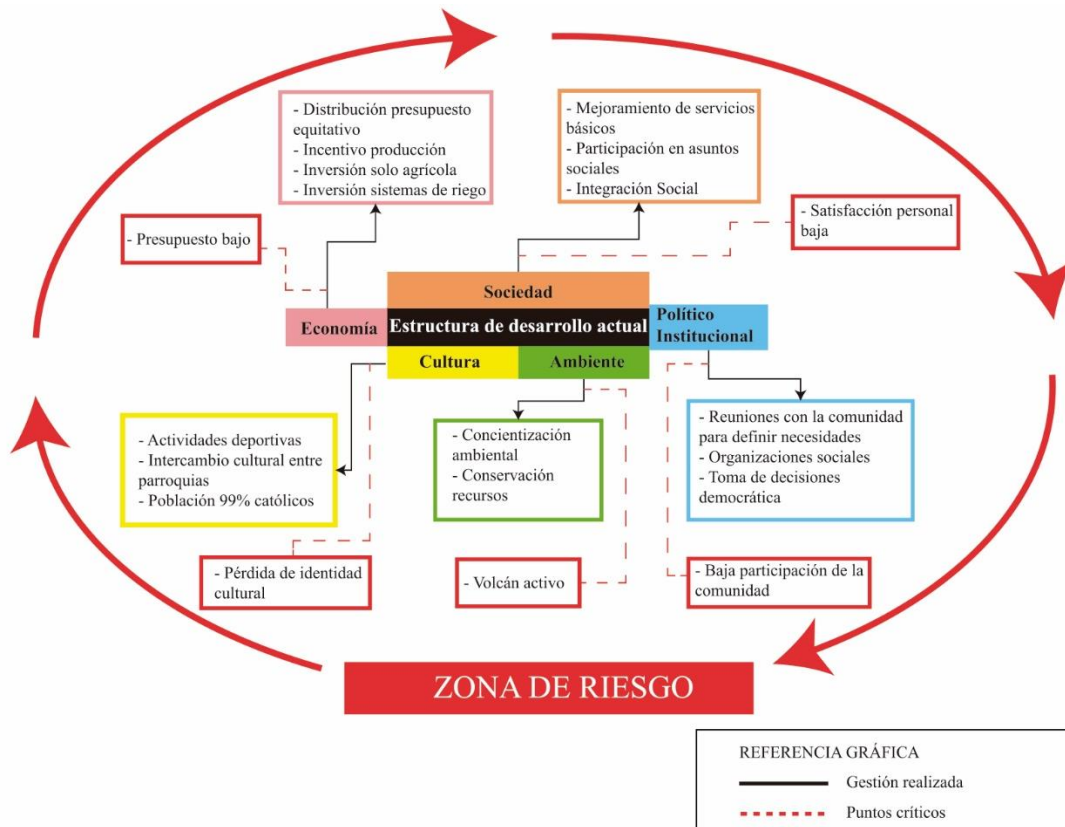 - Distribución presupuesto
equitativo
- Incentivo producción
- Inversión solo agrícola
- Inversión sistemas de riego
- Mejoramiento de servicios
básicos
- Participación en asuntos
sociales
- Integración Social
- Presupuesto bajo
- Satisfacción personal
baja
Sociedad
Economía
Estructura de desarrollo actual
Político
Institucional
Cultura
Ambiente
- Actividades deportivas
- Intercambio cultural entre
parroquias
- Población 99% católicos
- Concientización
ambiental
- Conservación
recursos
- Reuniones con la comunidad
para definir necesidades
- Organizaciones sociales
- Toma de decisiones
democrática
- Pérdida de identidad
cultural
- Volcán activo
- Baja participación de la
comunidad
ZONA DE RIESGO
REFERENCIA GRÁFICA
Gestión realizada
Puntos críticos